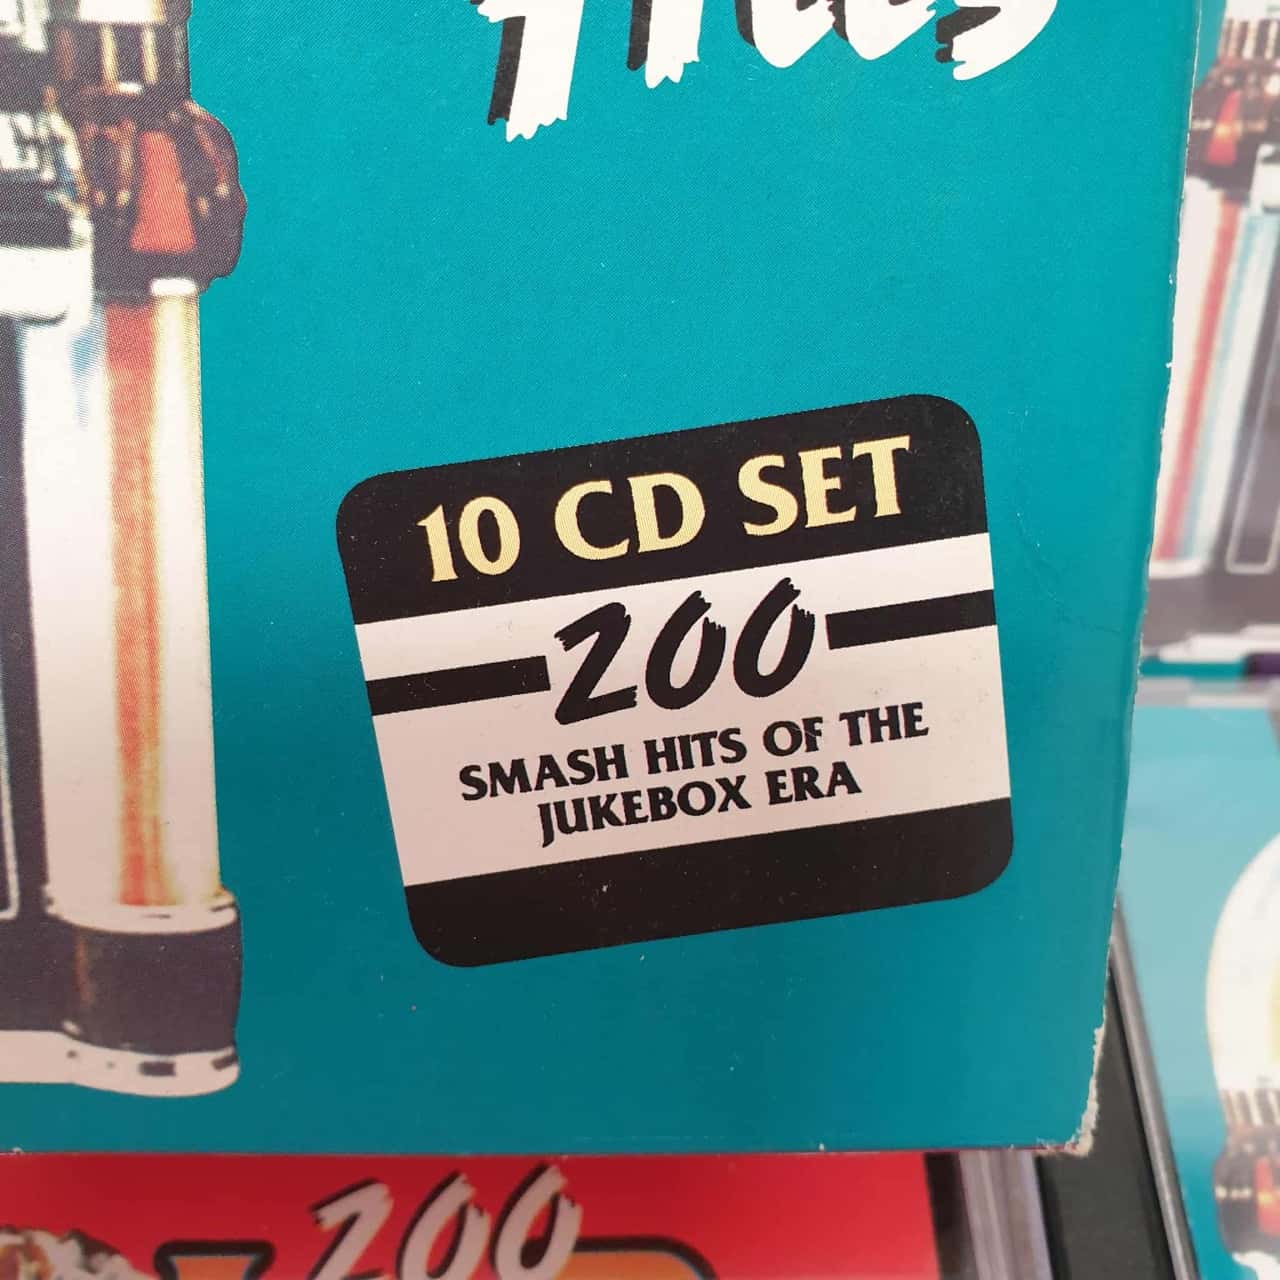 10 CD SET
200
SMASH HITS OF THE
JUKEBOX ERA
200